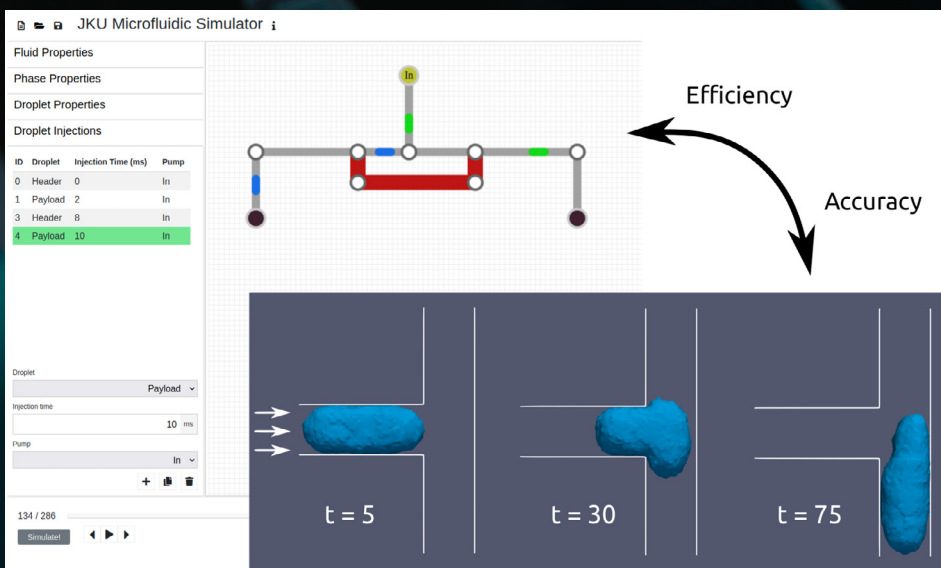 JKU Microfluidic Simulator i
Fluid Properties
Phase Properties
Droplet Properties
Droplet Injections
ID Droplet Injection Time (ms) Pump
0 Header 0 In
1 Payload 2 In
3 Header 8 In
4 Payload 10 In
Droplet
Payload
Injection time
10 ms
Pump
In
134 / 286
Simulate!
In
Efficiency
Accuracy
t = 5
t = 30
t = 75